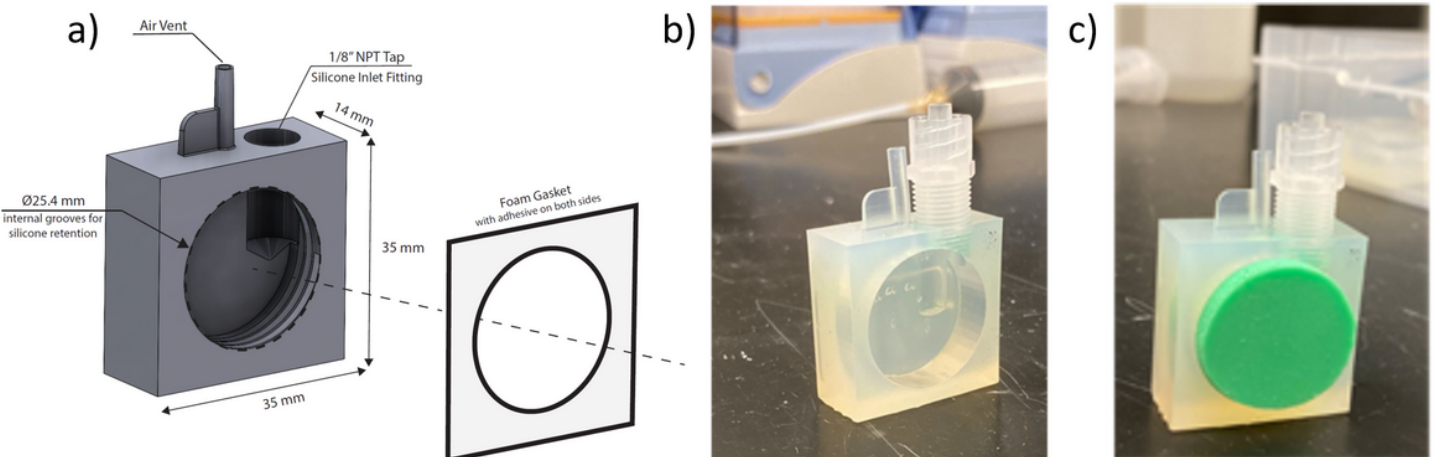 a)
Air Vent
1/8" NPT Tap
Silicone Inlet Fitting
14 mm
Ø25.4 mm
internal grooves for
silicone retention
35 mm
35 mm
Foam Gasket
with adhesive on both sides
b)
c)